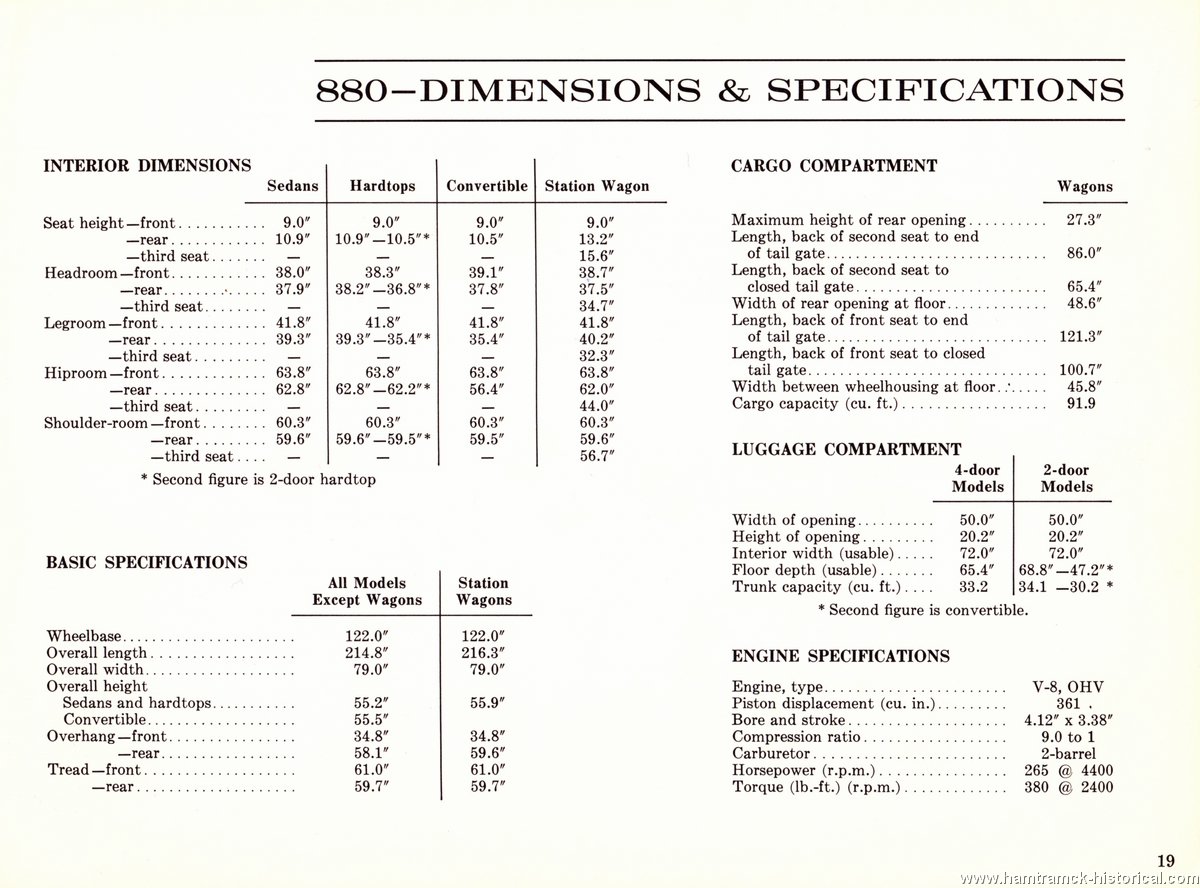 880—DIMENSIONS & SPECIFICATIONS
INTERIOR DIMENSIONS
Sedans Hardtops Convertible Station Wagon
Seat height—front........... 9.0″ 9.0″ 9.0″ 9.0″
—rear............ 10.9″ 10.9″—10.5″* 10.5″ 13.2″
—third seat....... — — — 15.6″
Headroom—front............ 38.0″ 38.3″ 39.1″ 38.7″
—rear............. 37.9″ 38.2″—36.8″* 37.8″ 37.5″
—third seat........ — — — 34.7″
Legroom—front............. 41.8″ 41.8″ 41.8″ 41.8″
—rear.............. 39.3″ 39.3″—35.4″* 35.4″ 40.2″
—third seat......... — — — 32.3″
Hiproom—front............. 63.8″ 63.8″ 63.8″ 63.8″
—rear.............. 62.8″ 62.8″—62.2″* 56.4″ 62.0″
—third seat......... — — — 44.0″
Shoulder-room—front........ 60.3″ 60.3″ 60.3″ 60.3″
—rear......... 59.6″ 59.6″—59.5″* 59.5″ 59.6″
—third seat.... — — — 56.7″
* Second figure is 2-door hardtop
BASIC SPECIFICATIONS
All Models Station
Except Wagons Wagons
Wheelbase....................... 122.0″ 122.0″
Overall length................... 214.8″ 216.3″
Overall width.................... 79.0″ 79.0″
Overall height
Sedans and hardtops........... 55.2″ 55.9″
Convertible.................... 55.5″
Overhang—front................. 34.8″ 34.8″
—rear.................. 58.1″ 59.6″
Tread—front.................... 61.0″ 61.0″
—rear..................... 59.7″ 59.7″
CARGO COMPARTMENT
Wagons
Maximum height of rear opening.......... 27.3″
Length, back of second seat to end
of tail gate............................. 86.0″
Length, back of second seat to
closed tail gate......................... 65.4″
Width of rear opening at floor............. 48.6″
Length, back of front seat to end
of tail gate............................. 121.3″
Length, back of front seat to closed
tail gate................................ 100.7″
Width between wheelhousing at floor....... 45.8″
Cargo capacity (cu. ft.)................... 91.9
LUGGAGE COMPARTMENT
4-door 2-door
Models Models
Width of opening.......... 50.0″ 50.0″
Height of opening......... 20.2″ 20.2″
Interior width (usable)..... 72.0″ 72.0″
Floor depth (usable)....... 65.4″ 68.8″—47.2″*
Trunk capacity (cu. ft.).... 33.2 34.1 —30.2 *
* Second figure is convertible.
ENGINE SPECIFICATIONS
Engine, type........................ V-8, OHV
Piston displacement (cu. in.)......... 361
Bore and stroke..................... 4.12″ x 3.38″
Compression ratio................... 9.0 to 1
Carburetor.......................... 2-barrel
Horsepower (r.p.m.)................. 265 @ 4400
Torque (lb.-ft.) (r.p.m.)............. 380 @ 2400
19
www.hamtramck-historical.com